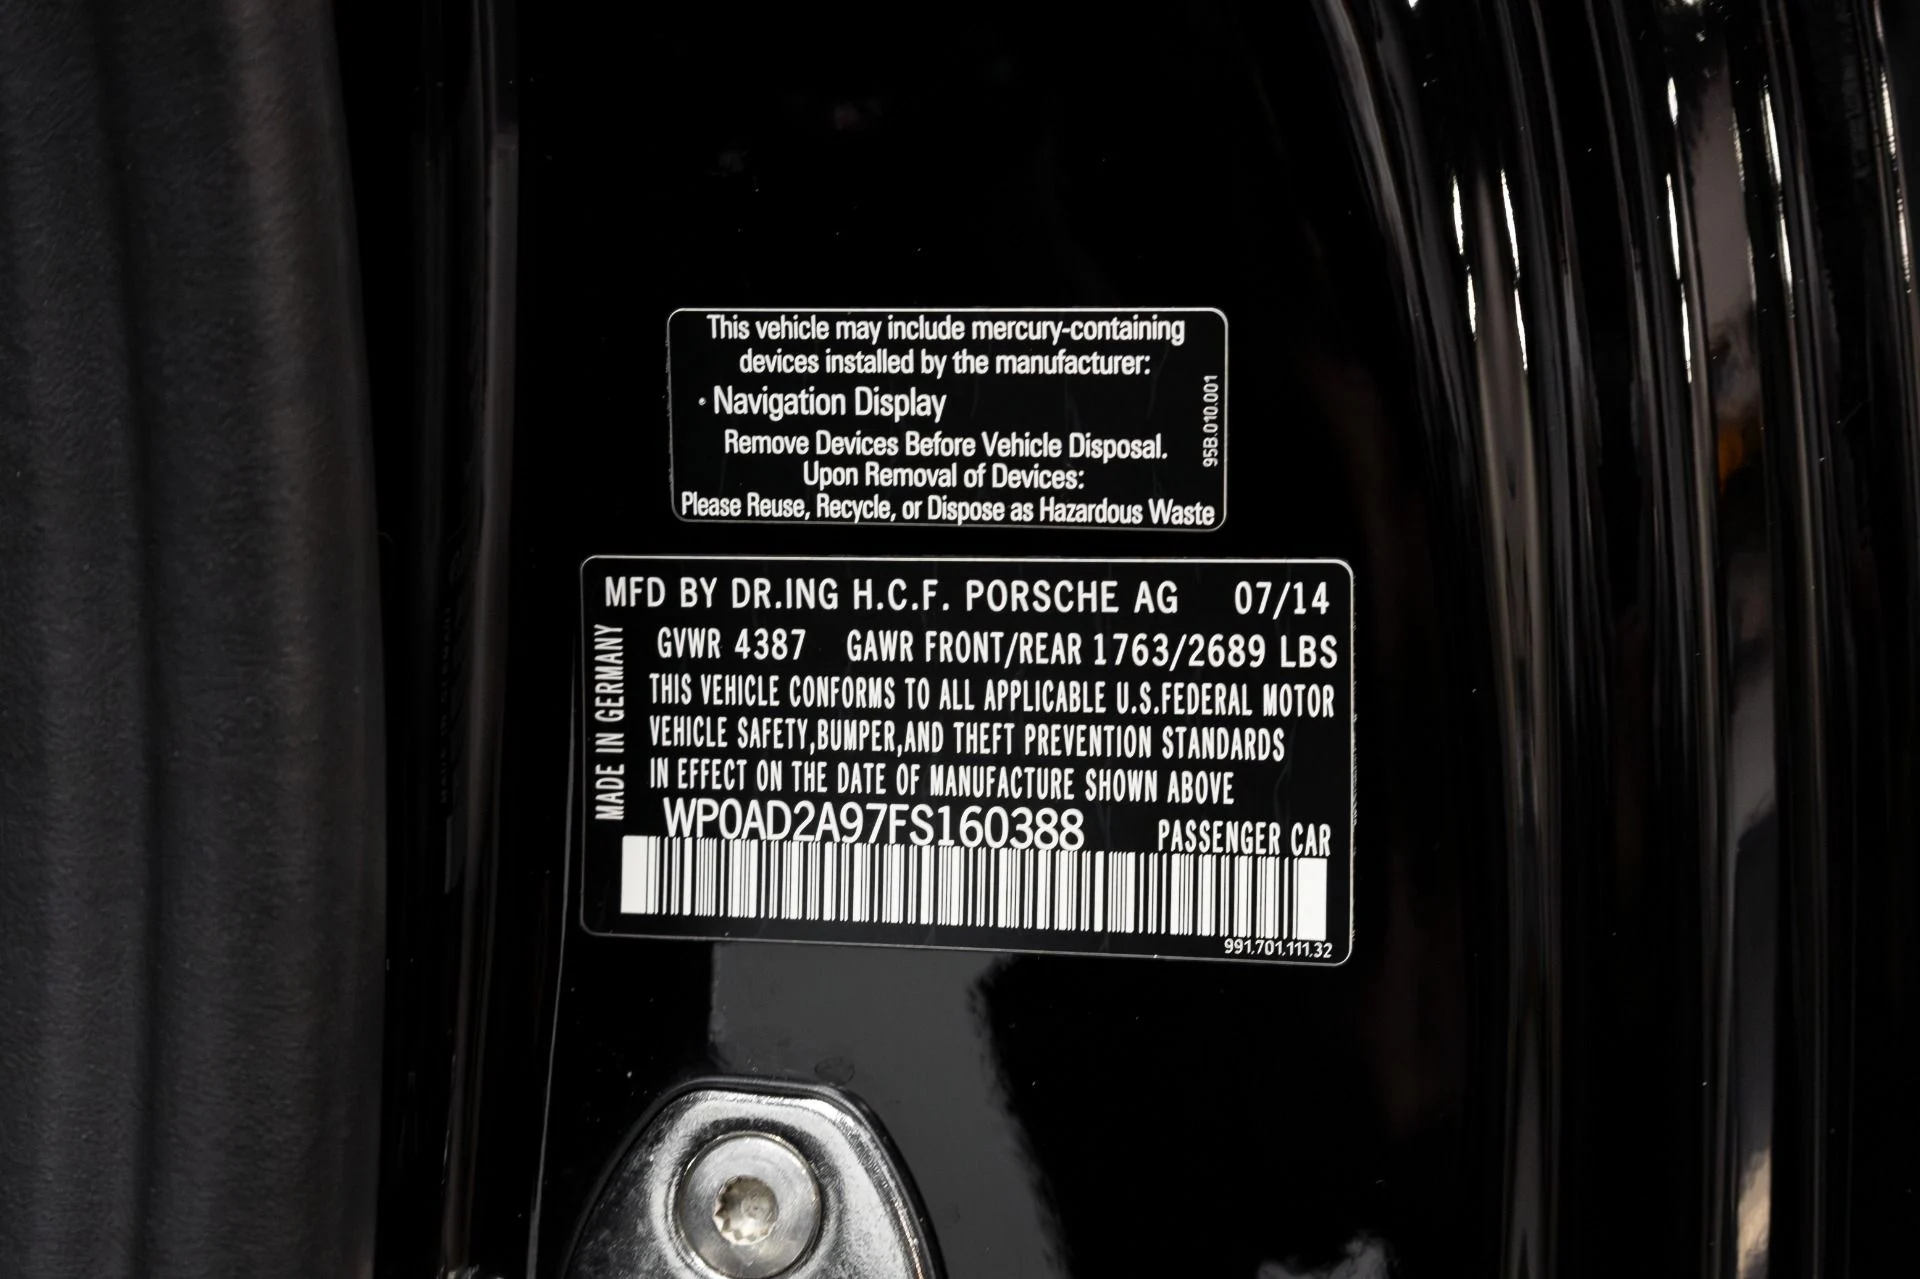 This vehicle may include mercury-containing
devices installed by the manufacturer:
· Navigation Display
Remove Devices Before Vehicle Disposal.
Upon Removal of Devices:
Please Reuse, Recycle, or Dispose as Hazardous Waste
95B.010.001
MFD BY DR.ING H.C.F. PORSCHE AG 07/14
GVWR 4387 GAWR FRONT/REAR 1763/2689 LBS
THIS VEHICLE CONFORMS TO ALL APPLICABLE U.S.FEDERAL MOTOR
VEHICLE SAFETY,BUMPER,AND THEFT PREVENTION STANDARDS
IN EFFECT ON THE DATE OF MANUFACTURE SHOWN ABOVE
MADE IN GERMANY
WP0AD2A97FS160388 PASSENGER CAR
991.701.111.32